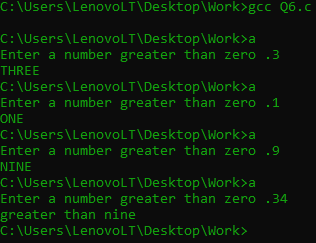 C:\Users\LenovoLT\Desktop\Work>gcc Q6.c
C:\Users\LenovoLT\Desktop\Work>a
Enter a number greater than zero .3
THREE
C:\Users\LenovoLT\Desktop\Work>a
Enter a number greater than zero .1
ONE
C:\Users\LenovoLT\Desktop\Work>a
Enter a number greater than zero .9
NINE
C:\Users\LenovoLT\Desktop\Work>a
Enter a number greater than zero .34
greater than nine
C:\Users\LenovoLT\Desktop\Work>